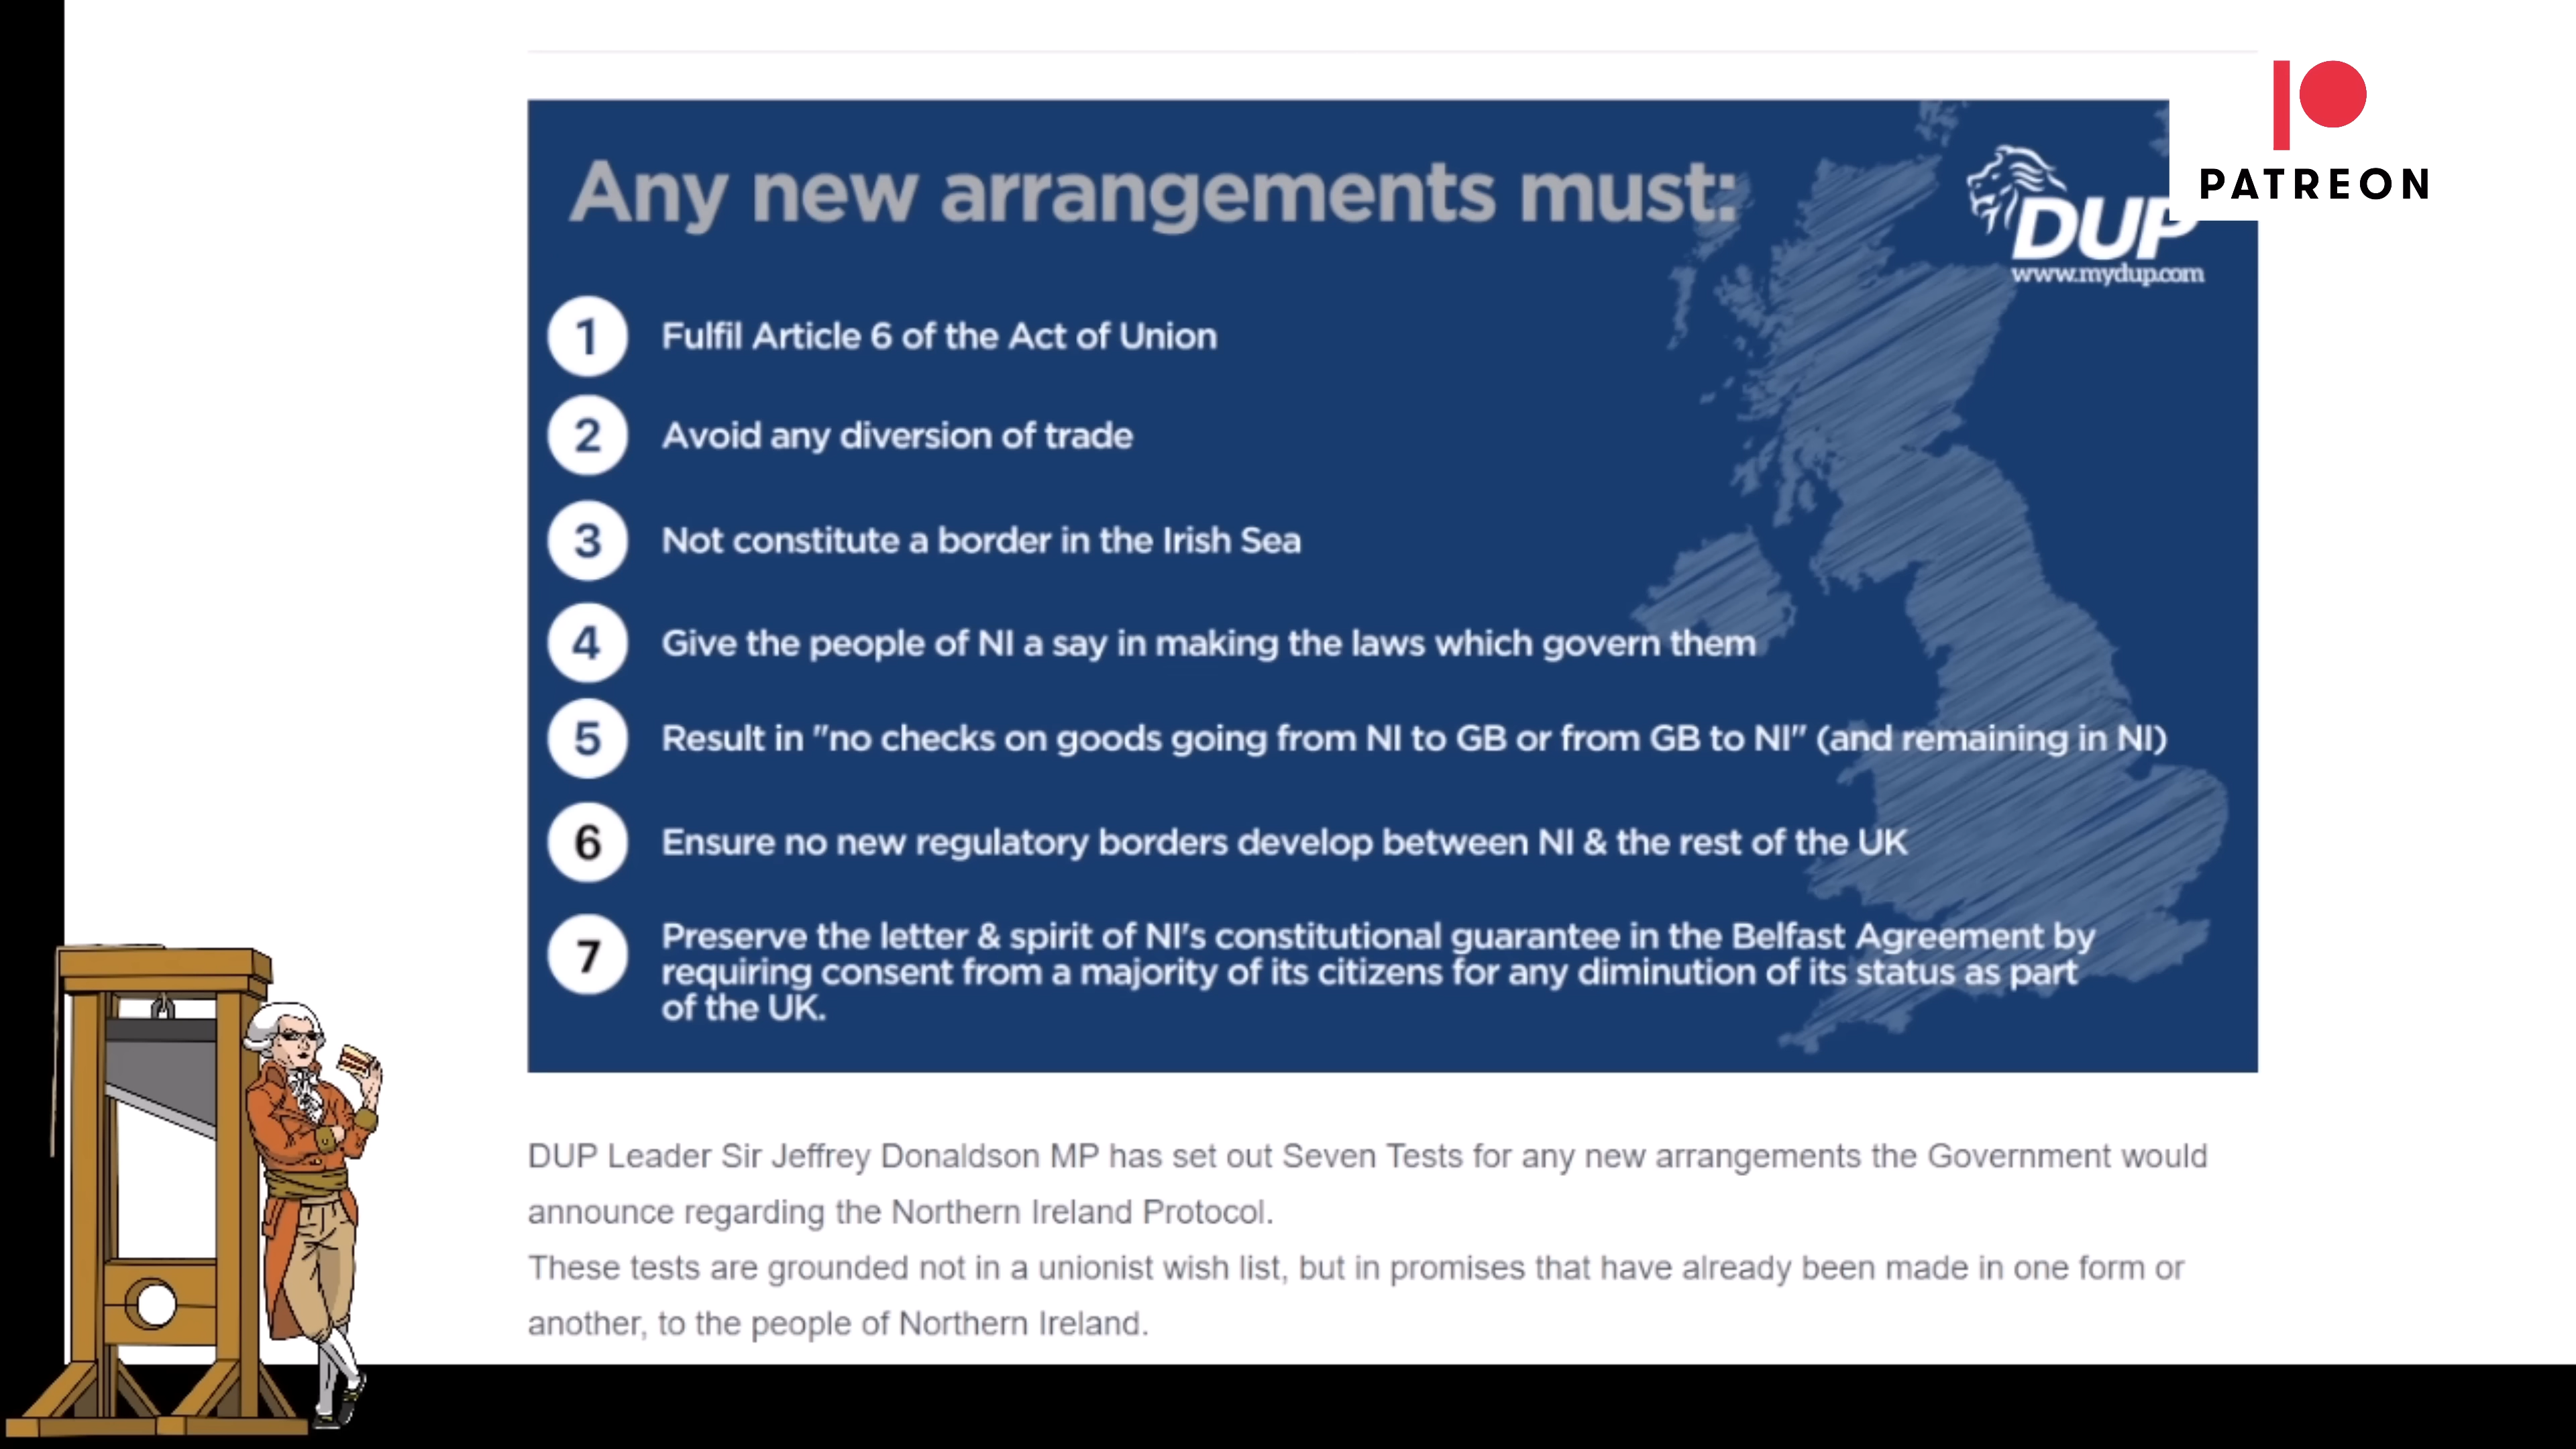 PATREON
Any new arrangements must:
DUP
www.mydup.com
1 Fulfil Article 6 of the Act of Union
2 Avoid any diversion of trade
3 Not constitute a border in the Irish Sea
4 Give the people of NI a say in making the laws which govern them
5 Result in "no checks on goods going from NI to GB or from GB to NI" (and remaining in NI)
6 Ensure no new regulatory borders develop between NI & the rest of the UK
7 Preserve the letter & spirit of NI's constitutional guarantee in the Belfast Agreement by
requiring consent from a majority of its citizens for any diminution of its status as part
of the UK.
DUP Leader Sir Jeffrey Donaldson MP has set out Seven Tests for any new arrangements the Government would
announce regarding the Northern Ireland Protocol.
These tests are grounded not in a unionist wish list, but in promises that have already been made in one form or
another, to the people of Northern Ireland.